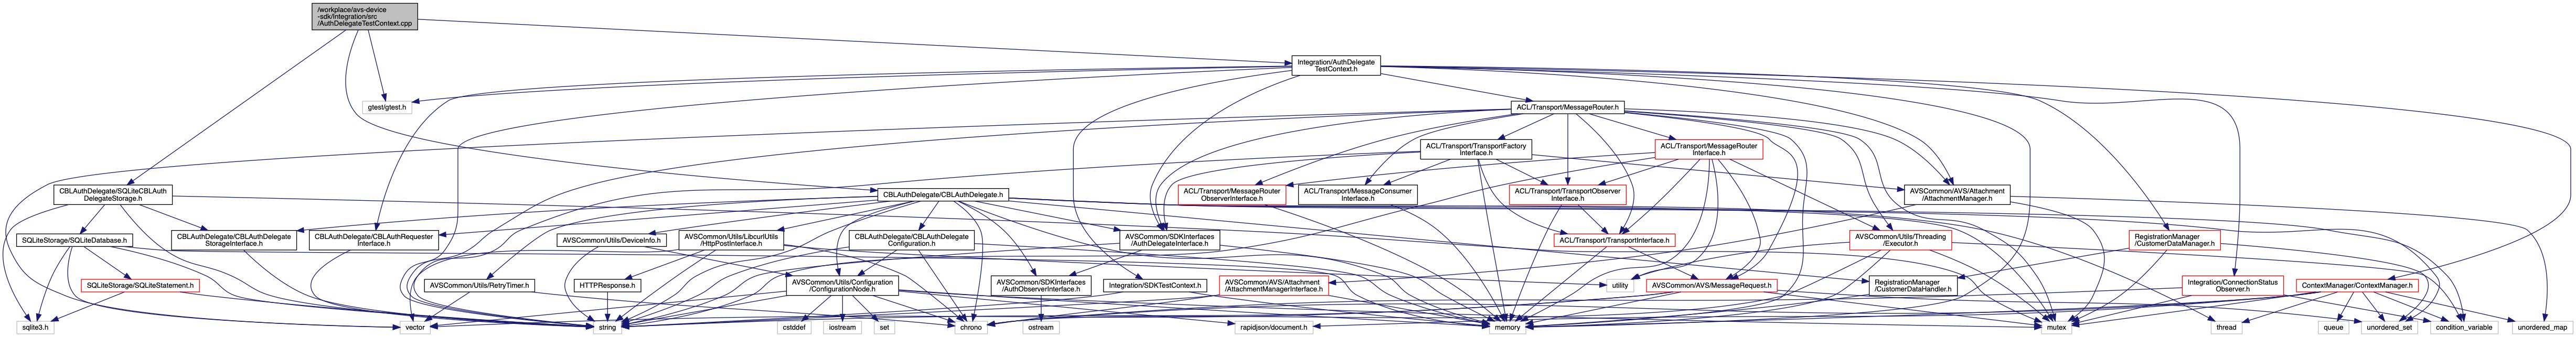 /workplace/avs-device
-sdk/Integration/src
/AuthDelegateTestContext.cpp
Integration/AuthDelegate
TestContext.h
gtest/gtest.h
ACL/Transport/MessageRouter.h
ACL/Transport/TransportFactory
Interface.h
ACL/Transport/MessageRouter
Interface.h
CBLAuthDelegate/SQLiteCBLAuth
DelegateStorage.h
CBLAuthDelegate/CBLAuthDelegate.h
ACL/Transport/MessageRouter
ObserverInterface.h
ACL/Transport/MessageConsumer
Interface.h
ACL/Transport/TransportObserver
Interface.h
AVSCommon/AVS/Attachment
/AttachmentManager.h
SQLiteStorage/SQLiteDatabase.h
CBLAuthDelegate/CBLAuthDelegate
StorageInterface.h
CBLAuthDelegate/CBLAuthRequester
Interface.h
AVSCommon/Utils/DeviceInfo.h
AVSCommon/Utils/LibcurlUtils
/HttpPostInterface.h
CBLAuthDelegate/CBLAuthDelegate
Configuration.h
AVSCommon/SDKInterfaces
/AuthDelegateInterface.h
ACL/Transport/TransportInterface.h
AVSCommon/Utils/Threading
/Executor.h
RegistrationManager
/CustomerDataManager.h
SQLiteStorage/SQLiteStatement.h
AVSCommon/Utils/RetryTimer.h
HTTPResponse.h
AVSCommon/Utils/Configuration
/ConfigurationNode.h
AVSCommon/SDKInterfaces
/AuthObserverInterface.h
Integration/SDKTestContext.h
AVSCommon/AVS/Attachment
/AttachmentManagerInterface.h
utility
AVSCommon/AVS/MessageRequest.h
RegistrationManager
/CustomerDataHandler.h
Integration/ConnectionStatus
Observer.h
ContextManager/ContextManager.h
sqlite3.h
vector
string
cstddef
iostream
set
chrono
ostream
rapidjson/document.h
memory
mutex
thread
queue
unordered_set
condition_variable
unordered_map